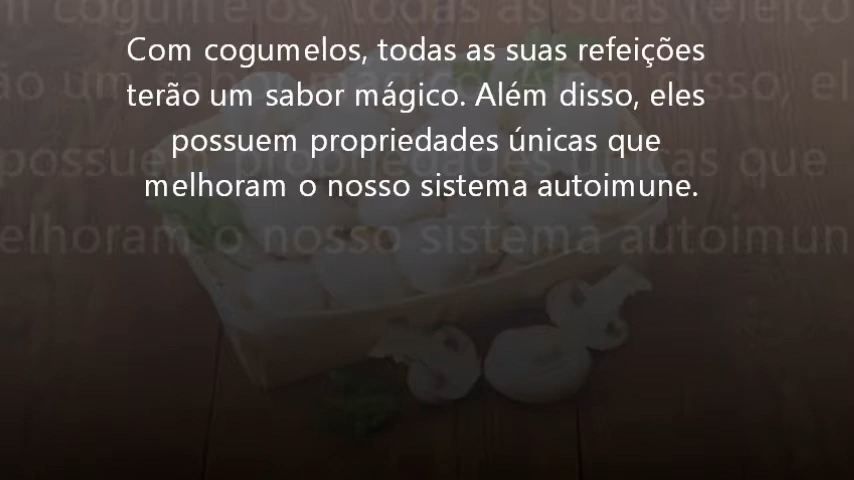 Com cogumelos, todas as suas refeições
terão um sabor mágico. Além disso, eles
possuem propriedades únicas que
melhoram o nosso sistema autoimune.